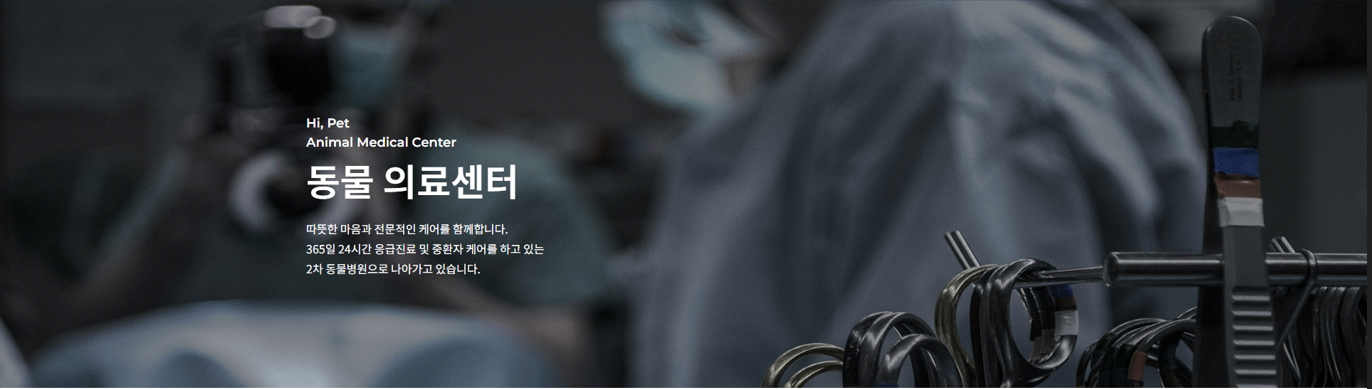 Hi, Pet
Animal Medical Center
동물 의료센터
따뜻한 마음과 전문적인 케어를 함께합니다.
365일 24시간 응급진료 및 중환자 케어를 하고 있는
2차 동물병원으로 나아가고 있습니다.